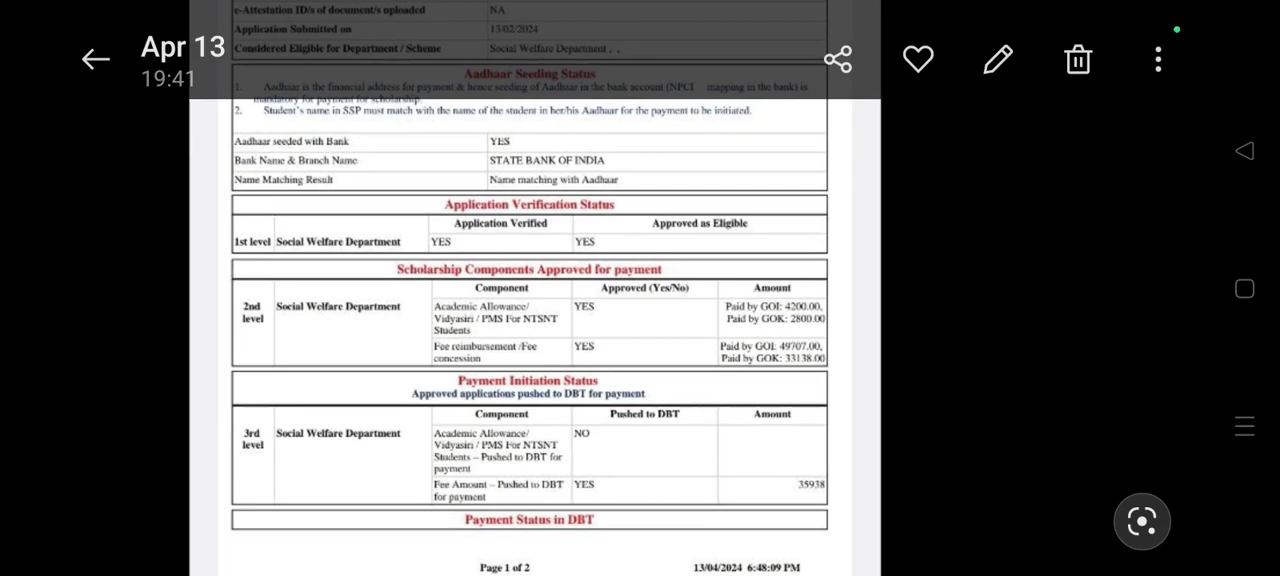 e-Attestation ID/s of document/s uploaded NA
Apr 13
19:41
Application Submitted on 13/02/2024
Considered Eligible for Department / Scheme Social Welfare Department , ,
Aadhaar Seeding Status
1. Aadhaar is the financial address for payment & hence seeding of Aadhaar in the bank account (NPCI mapping in the bank) is
mandatory for payment for scholarship.
2. Student's name in SSP must match with the name of the student in her/his Aadhaar for the payment to be initiated.
Aadhaar seeded with Bank YES
Bank Name & Branch Name STATE BANK OF INDIA
Name Matching Result Name matching with Aadhaar
Application Verification Status
Application Verified Approved as Eligible
1st level Social Welfare Department YES YES
Scholarship Components Approved for payment
Component Approved (Yes/No) Amount
2nd Social Welfare Department Academic Allowance/ YES Paid by GOI: 4200.00,
level Vidyasiri / PMS For NTSNT Paid by GOK: 2800.00
Students
Fee reimbursement /Fee YES Paid by GOI: 49707.00,
concession Paid by GOK: 33138.00
Payment Initiation Status
Approved applications pushed to DBT for payment
Component Pushed to DBT Amount
3rd Social Welfare Department Academic Allowance/ NO
level Vidyasiri / PMS For NTSNT
Students – Pushed to DBT for
payment
Fee Amount – Pushed to DBT YES 35938
for payment
Payment Status in DBT
Page 1 of 2 13/04/2024 6:48:09 PM